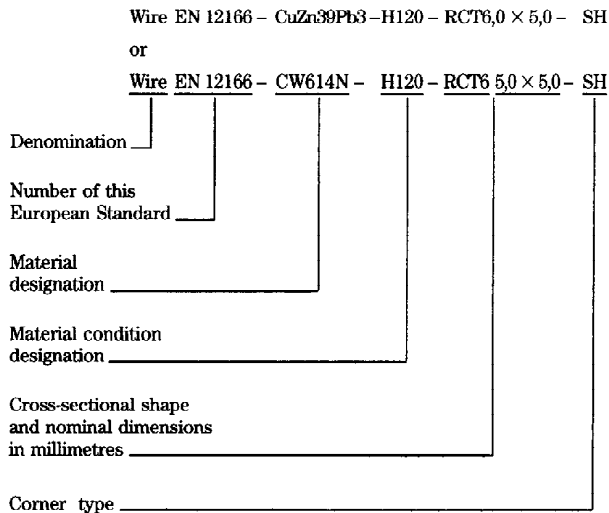 Wire EN 12166 – CuZn39Pb3 – H120 – RCT6,0 × 5,0 – SH
or
Wire EN 12166 – CW614N – H120 – RCT6 5,0 × 5,0 – SH
Denomination
Number of this
European Standard
Material
designation
Material condition
designation
Cross-sectional shape
and nominal dimensions
in millimetres
Corner type